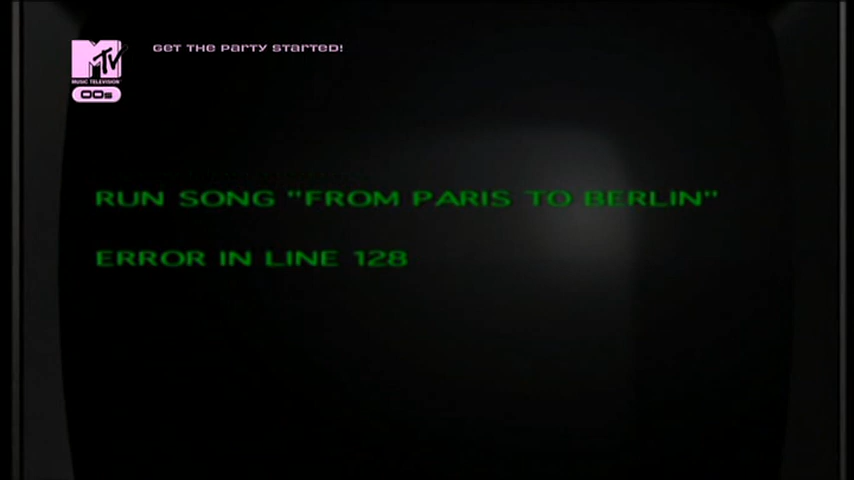 MTV
MUSIC TELEVISION
00s
GET THE PARTY STARTED!
RUN SONG "FROM PARIS TO BERLIN"
ERROR IN LINE 128